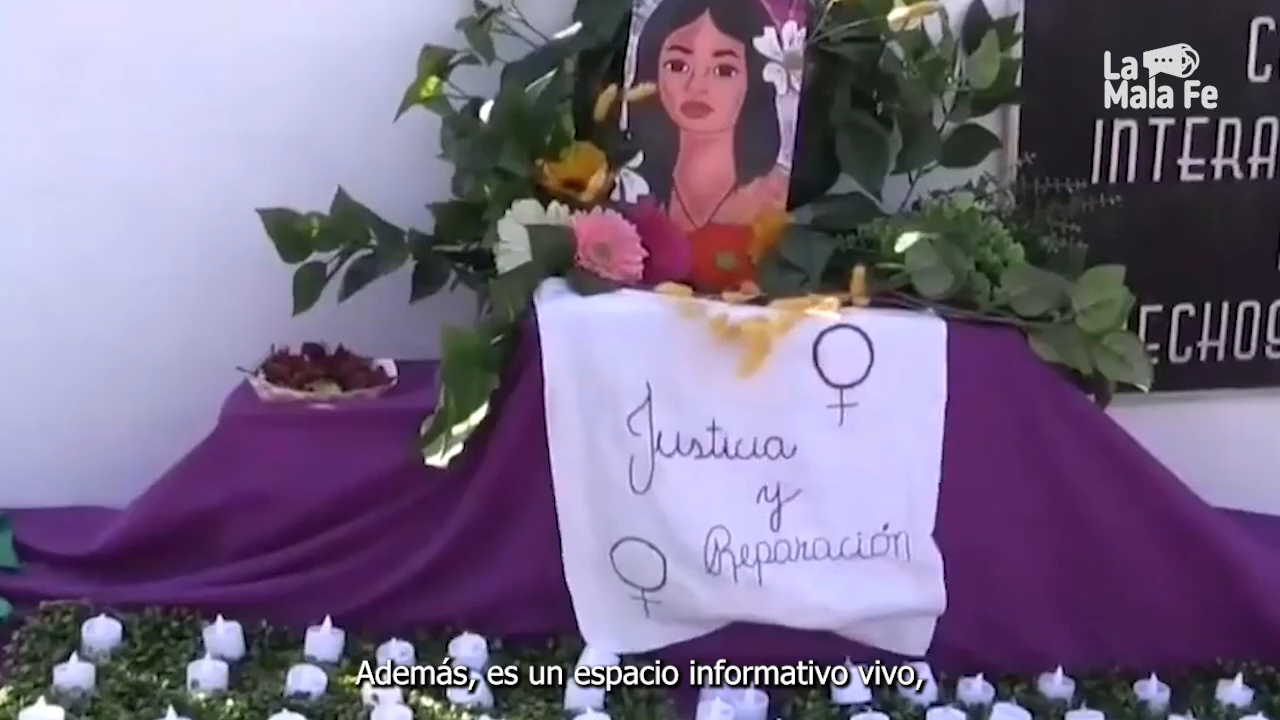 La
Mala Fe
C
INTERA
ECHOS
Justicia
y
Reparación
Además, es un espacio informativo vivo,